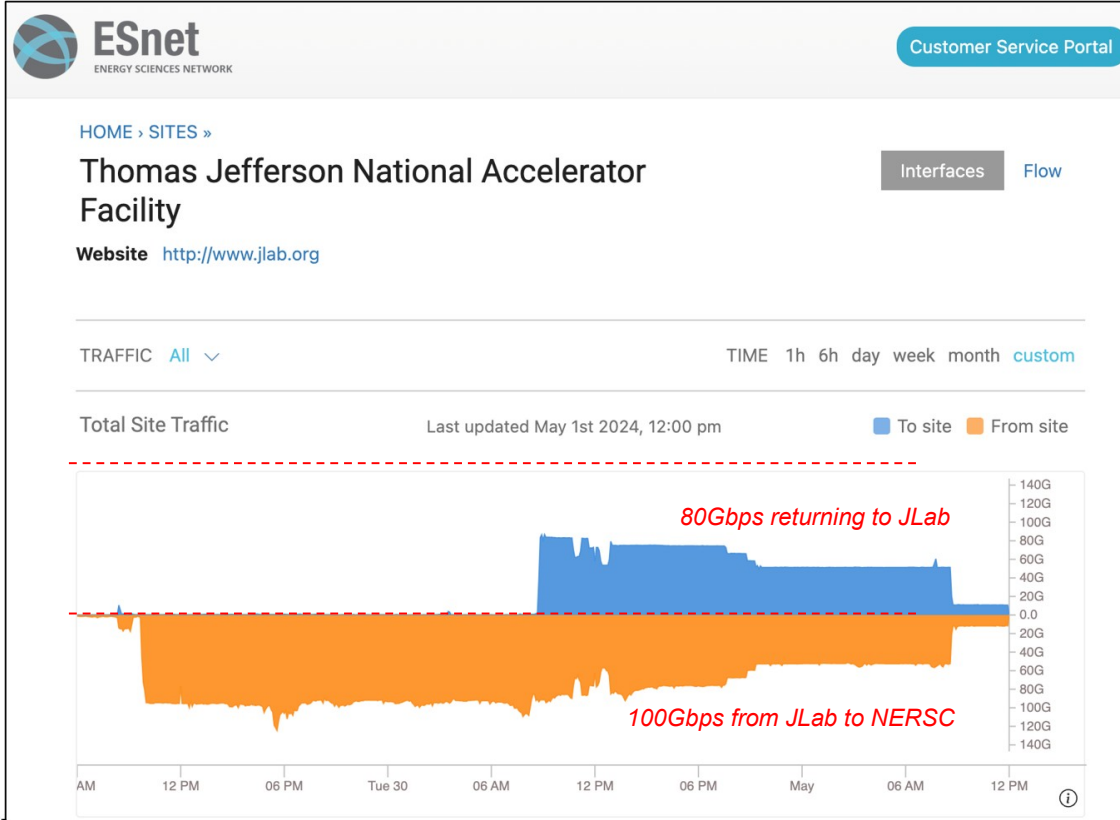 ESnet
ENERGY SCIENCES NETWORK
Customer Service Portal
HOME › SITES »
Thomas Jefferson National Accelerator
Facility
Interfaces Flow
Website http://www.jlab.org
TRAFFIC All
TIME 1h 6h day week month custom
Total Site Traffic
Last updated May 1st 2024, 12:00 pm
To site From site
80Gbps returning to JLab
100Gbps from JLab to NERSC
140G
120G
100G
80G
60G
40G
20G
0.0
20G
40G
60G
80G
100G
120G
140G
AM 12 PM 06 PM Tue 30 06 AM 12 PM 06 PM May 06 AM 12 PM